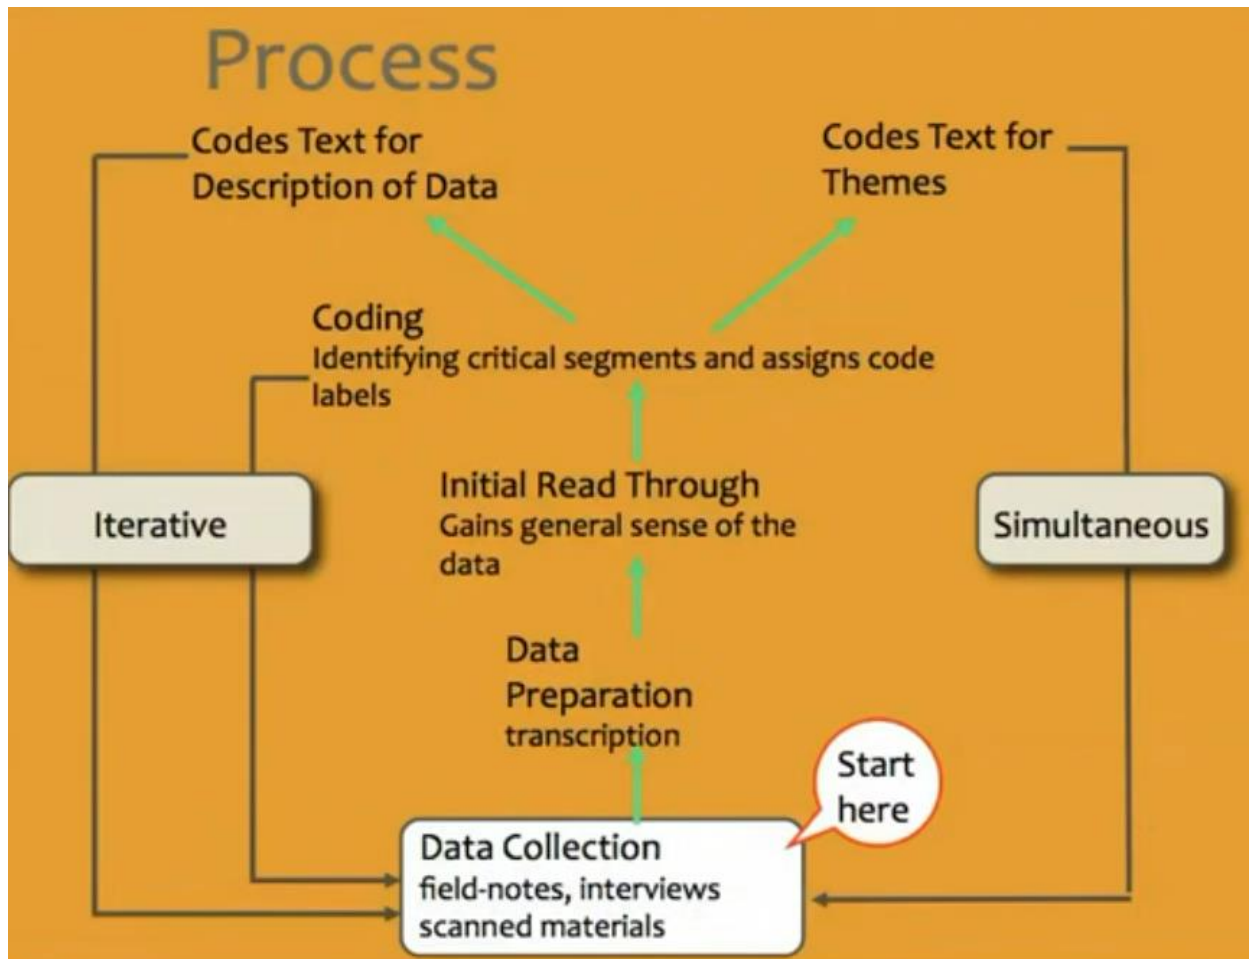 Process
Codes Text for
Description of Data
Codes Text for
Themes
Coding
Identifying critical segments and assigns code
labels
Initial Read Through
Gains general sense of the
data
Iterative
Simultaneous
Data
Preparation
transcription
Start
here
Data Collection
field-notes, interviews
scanned materials